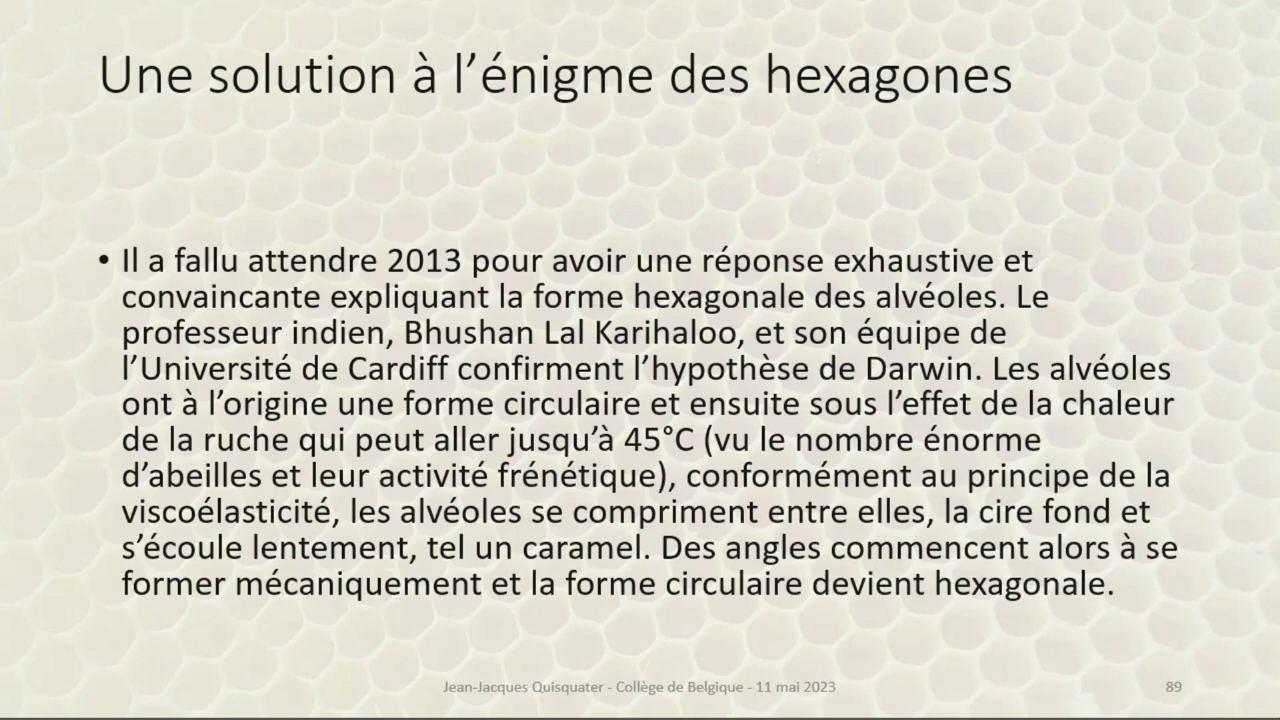 Une solution à l’énigme des hexagones
• Il a fallu attendre 2013 pour avoir une réponse exhaustive et
convaincante expliquant la forme hexagonale des alvéoles. Le
professeur indien, Bhushan Lal Karihaloo, et son équipe de
l’Université de Cardiff confirment l’hypothèse de Darwin. Les alvéoles
ont à l’origine une forme circulaire et ensuite sous l’effet de la chaleur
de la ruche qui peut aller jusqu’à 45°C (vu le nombre énorme
d’abeilles et leur activité frénétique), conformément au principe de la
viscoélasticité, les alvéoles se compriment entre elles, la cire fond et
s’écoule lentement, tel un caramel. Des angles commencent alors à se
former mécaniquement et la forme circulaire devient hexagonale.
Jean-Jacques Quisquater - Collège de Belgique - 11 mai 2023
89